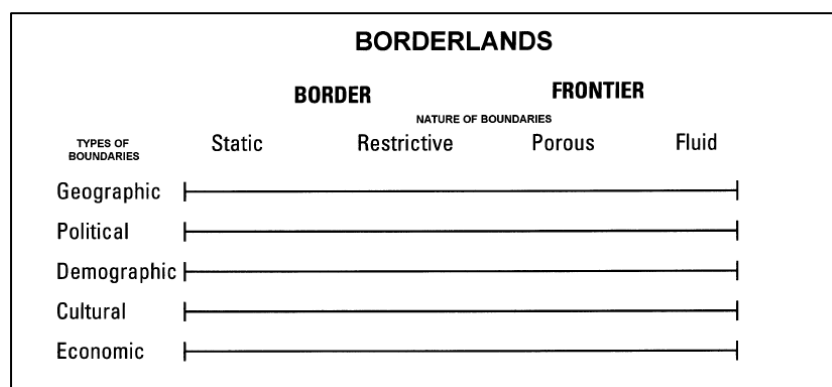 BORDERLANDS
BORDER FRONTIER
NATURE OF BOUNDARIES
TYPES OF
BOUNDARIES
Static Restrictive Porous Fluid
Geographic
Political
Demographic
Cultural
Economic